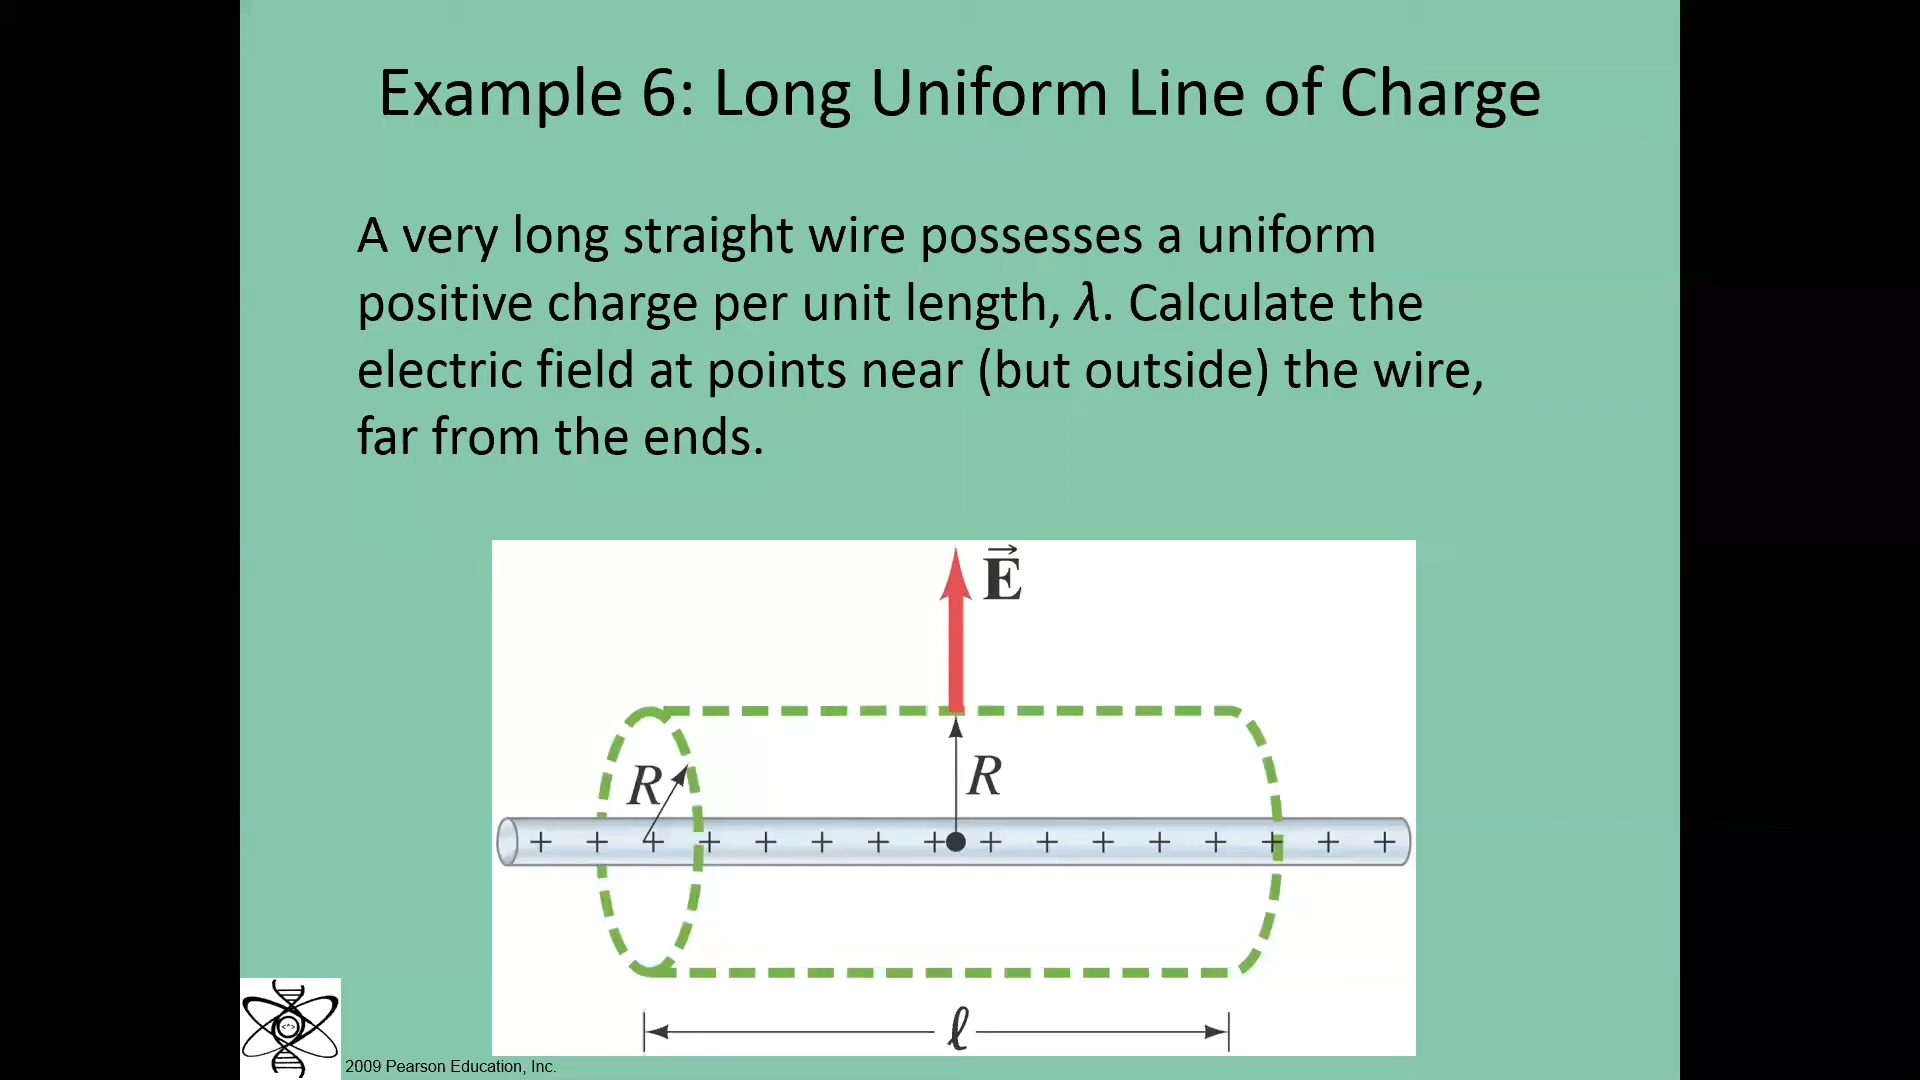 Example 6: Long Uniform Line of Charge
A very long straight wire possesses a uniform
positive charge per unit length, λ. Calculate the
electric field at points near (but outside) the wire,
far from the ends.
E⃗
R
R
+ + + + + + + + + + + + + + + +
ℓ
2009 Pearson Education, Inc.